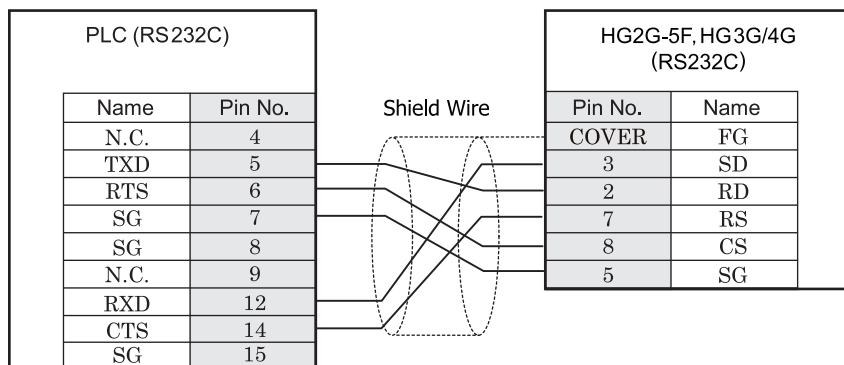 PLC (RS232C)
Name Pin No.
N.C. 4
TXD 5
RTS 6
SG 7
SG 8
N.C. 9
RXD 12
CTS 14
SG 15
Shield Wire
HG2G-5F, HG3G/4G
(RS232C)
Pin No. Name
COVER FG
3 SD
2 RD
7 RS
8 CS
5 SG